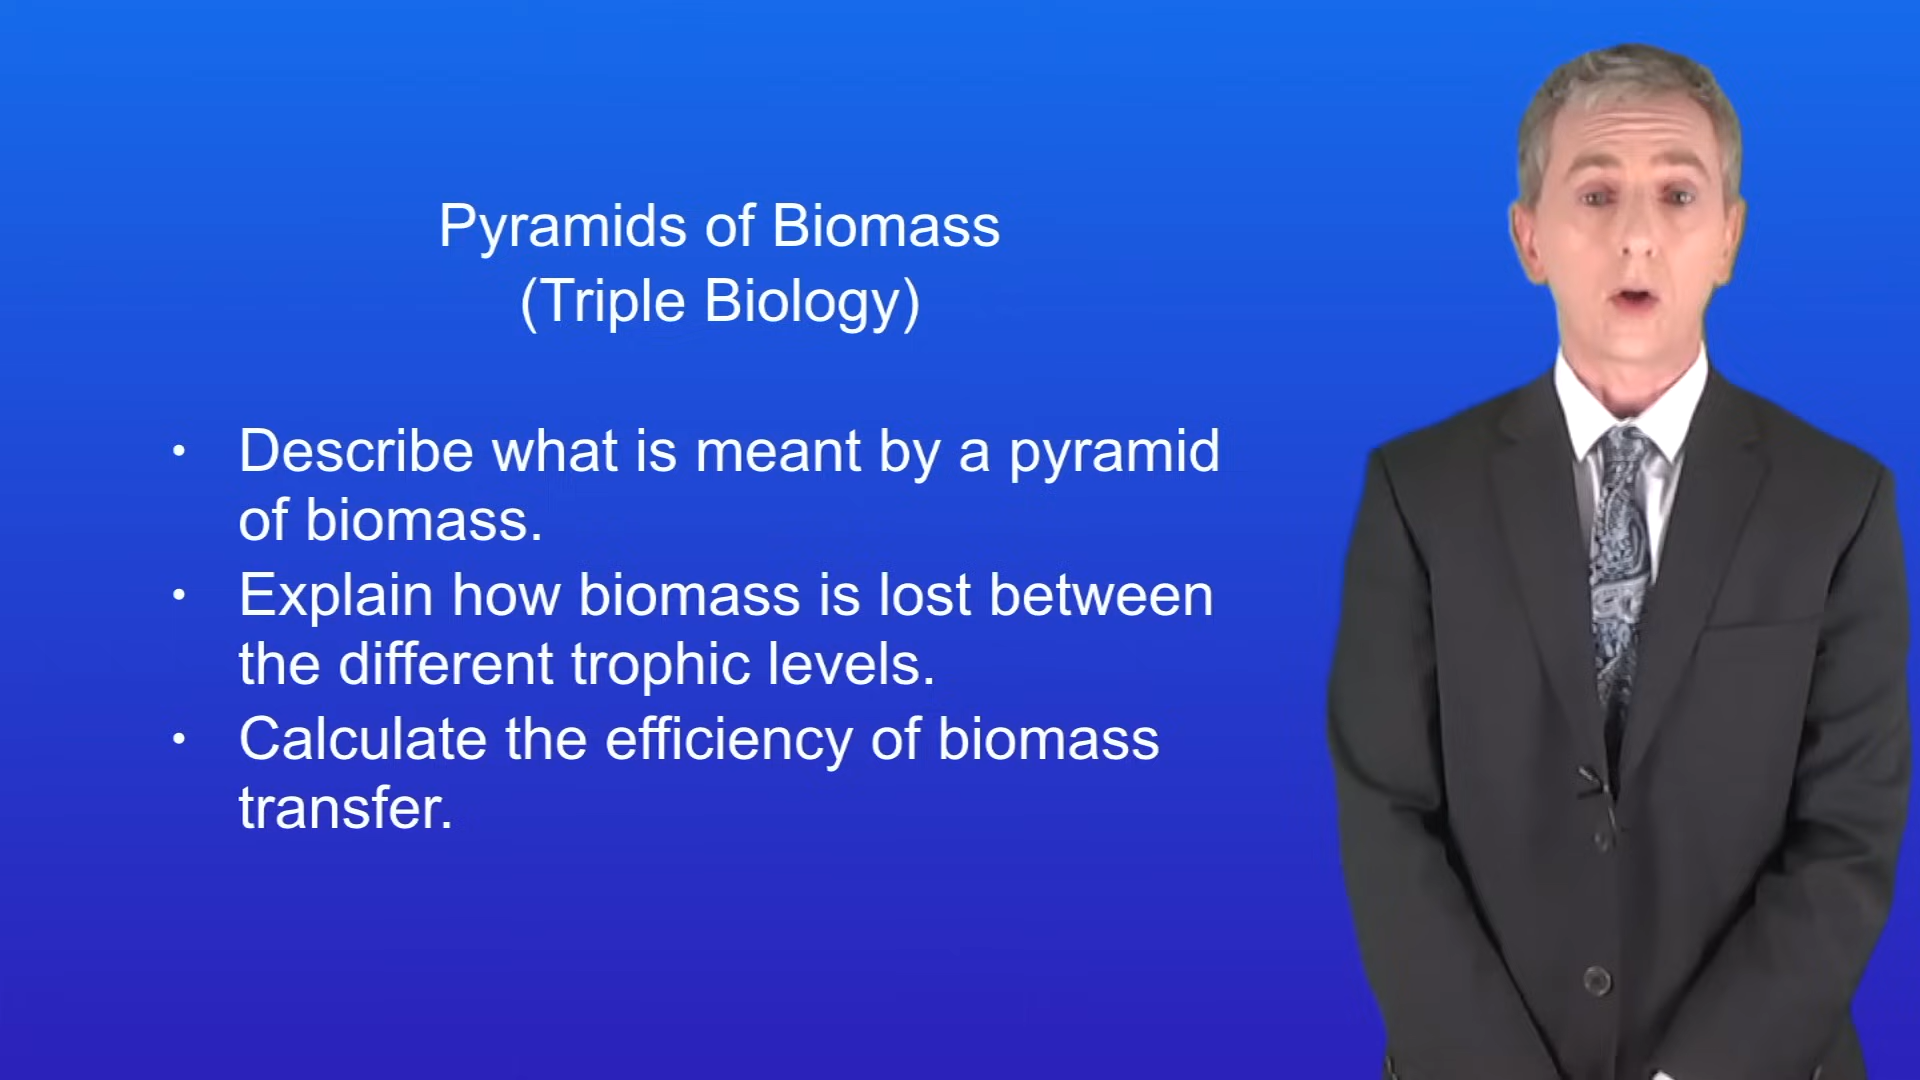 Pyramids of Biomass
(Triple Biology)
• Describe what is meant by a pyramid
of biomass.
• Explain how biomass is lost between
the different trophic levels.
• Calculate the efficiency of biomass
transfer.